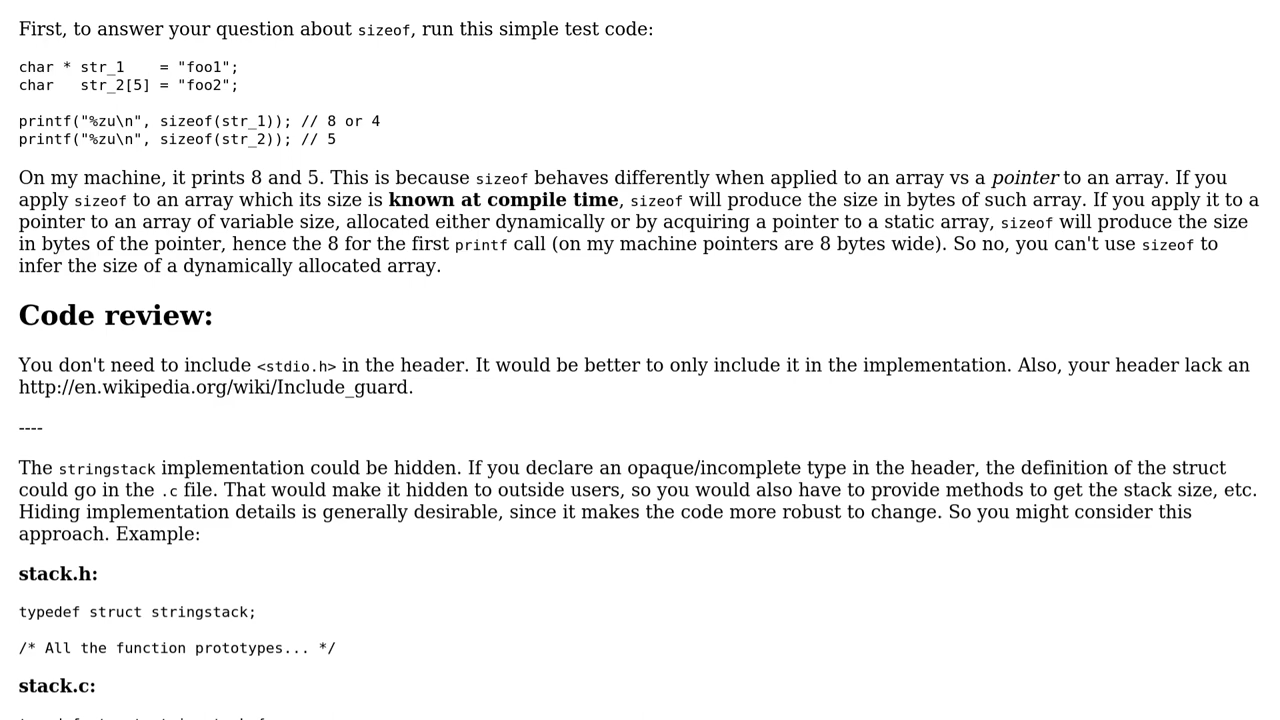 First, to answer your question about sizeof, run this simple test code:
char * str_1    = "foo1";
char   str_2[5] = "foo2";
printf("%zu\n", sizeof(str_1)); // 8 or 4
printf("%zu\n", sizeof(str_2)); // 5
On my machine, it prints 8 and 5. This is because sizeof behaves differently when applied to an array vs a pointer to an array. If you
apply sizeof to an array which its size is known at compile time, sizeof will produce the size in bytes of such array. If you apply it to a
pointer to an array of variable size, allocated either dynamically or by acquiring a pointer to a static array, sizeof will produce the size
in bytes of the pointer, hence the 8 for the first printf call (on my machine pointers are 8 bytes wide). So no, you can't use sizeof to
infer the size of a dynamically allocated array.
Code review:
You don't need to include <stdio.h> in the header. It would be better to only include it in the implementation. Also, your header lack an
http://en.wikipedia.org/wiki/Include_guard.
----
The stringstack implementation could be hidden. If you declare an opaque/incomplete type in the header, the definition of the struct
could go in the .c file. That would make it hidden to outside users, so you would also have to provide methods to get the stack size, etc.
Hiding implementation details is generally desirable, since it makes the code more robust to change. So you might consider this
approach. Example:
stack.h:
typedef struct stringstack;
/* All the function prototypes... */
stack.c: